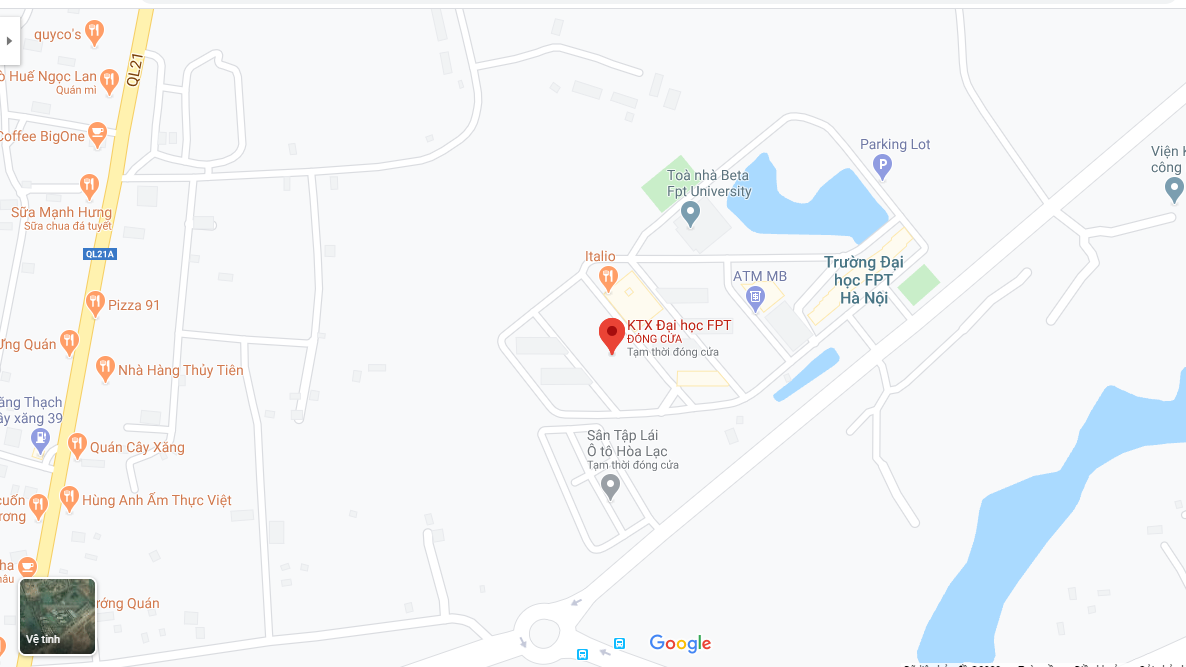 quyco's
QL21
ò Huế Ngọc Lan
Quán mì
Coffee BigOne
Parking Lot
P
Viện
công
Toà nhà Beta
Fpt University
Sữa Mạnh Hưng
Sữa chua đá tuyết
QL21A
Italio
ATM MB
Trường Đại
học FPT
Hà Nội
Pizza 91
KTX Đại học FPT
ĐÓNG CỬA
Tạm thời đóng cửa
Ưng Quán
Nhà Hàng Thủy Tiên
ăng Thạch
ây xăng 39
Quán Cây Xăng
Sân Tập Lái
Ô tô Hòa Lạc
Tạm thời đóng cửa
cuốn
ương
Hùng Anh Ẩm Thực Việt
ha
hâu
ướng Quán
Vệ tinh
Google